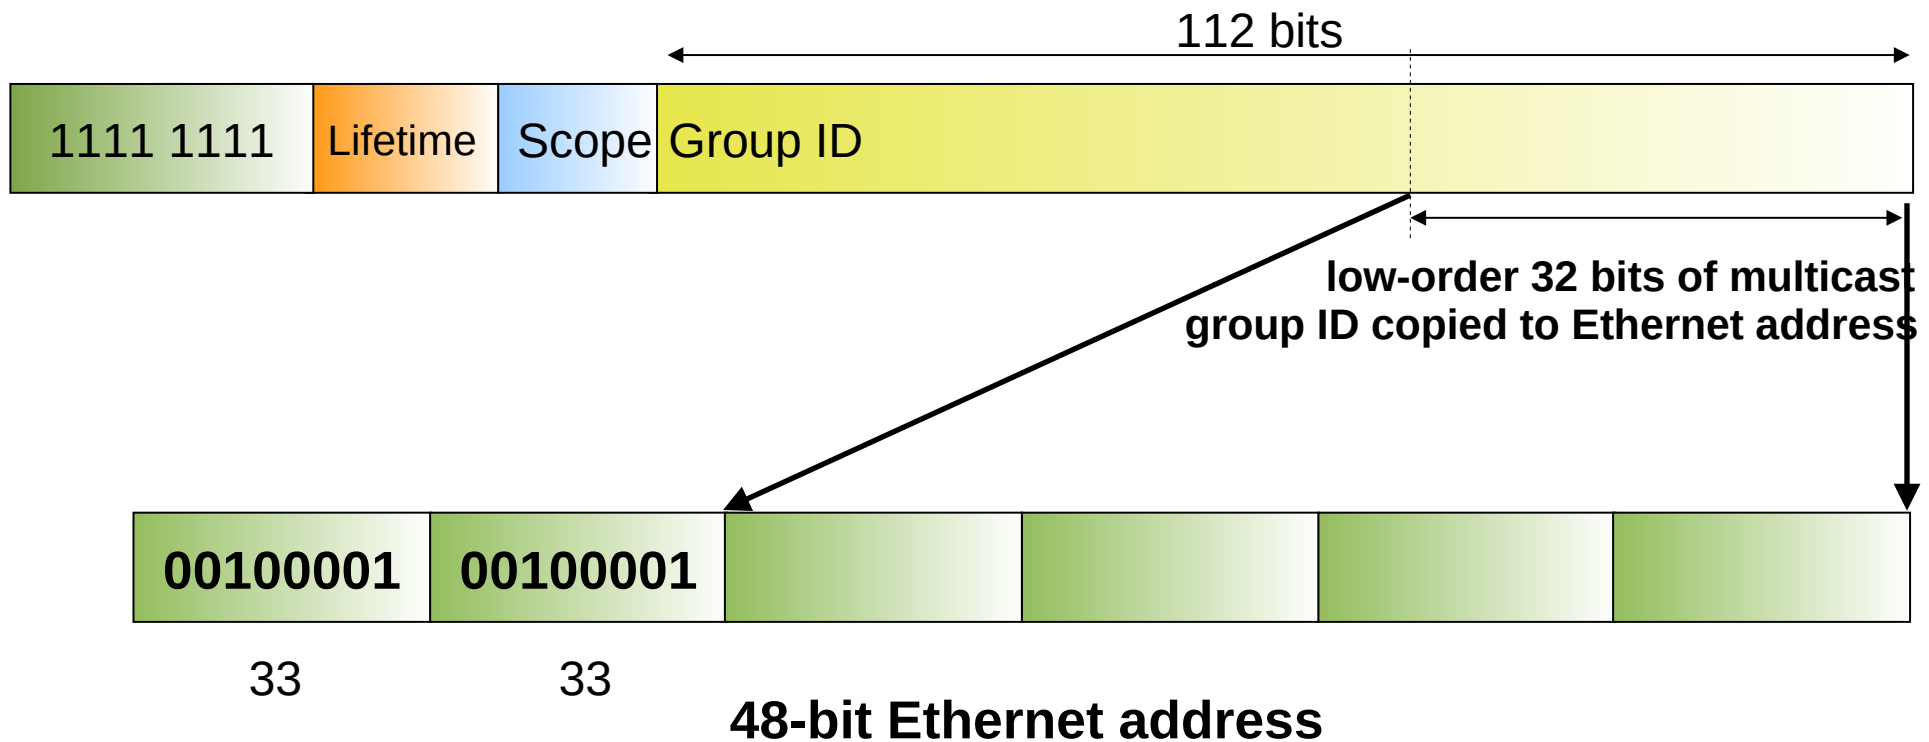 112 bits
1111 1111 Lifetime Scope Group ID
low-order 32 bits of multicast
group ID copied to Ethernet address
00100001 00100001
33 33
48-bit Ethernet address